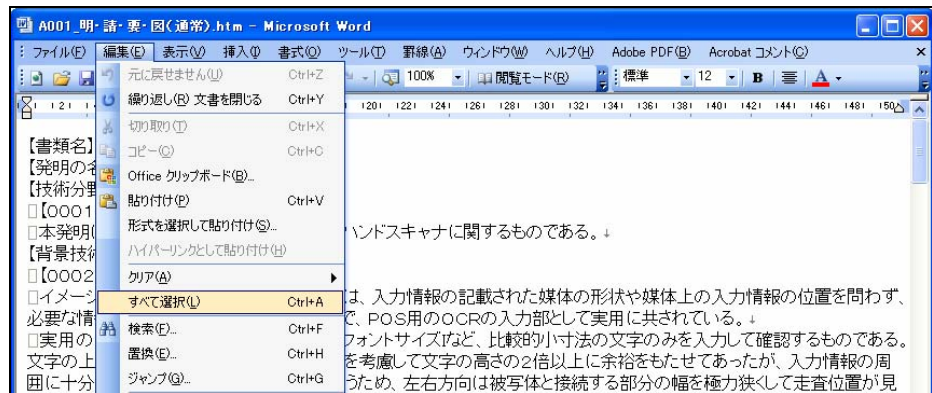 A001_明・請・要・図(通常).htm - Microsoft Word
ファイル(F) 編集(E) 表示(V) 挿入(I) 書式(O) ツール(T) 罫線(A) ウィンドウ(W) ヘルプ(H) Adobe PDF(B) Acrobat コメント(C)
100% 閲覧モード(R) 標準 12 B A
元に戻せません(U) Ctrl+Z
繰り返し(R) 文書を閉じる Ctrl+Y
切り取り(T) Ctrl+X
コピー(C) Ctrl+C
Office クリップボード(B)...
貼り付け(P) Ctrl+V
形式を選択して貼り付け(S)...
ハイパーリンクとして貼り付け(H)
クリア(A)
すべて選択(L) Ctrl+A
検索(F)... Ctrl+F
置換(E)... Ctrl+H
ジャンプ(G)... Ctrl+G
|2| |20| |22| |24| |26| |28| |30| |32| |34| |36| |38| |40| |42| |44| |46| |48| |50
【書類名】
【発明の名
【技術分野
□【0001
□本発明( ハンドスキャナに関するものである。↓
【背景技術
□【0002
□イメージ は、入力情報の記載された媒体の形状や媒体上の入力情報の位置を問わず、
必要な情 で、POS用のOCRの入力部として実用に共されている。↓
□実用の フォントサイズIなど、比較的小寸法の文字のみを入力して確認するものである。
文字の上 を考慮して文字の高さの2倍以上に余裕をもたせてあったが、入力情報の周
囲に十分 うため、左右方向は被写体と接続する部分の幅を極力狭くして走査位置が見